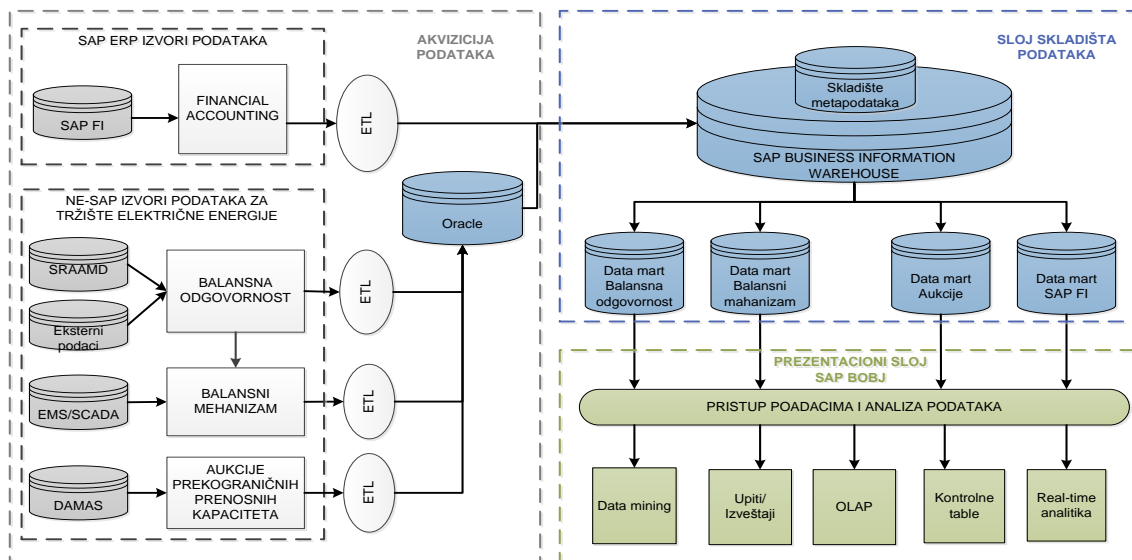 SAP ERP IZVORI PODATAKA
AKVIZICIJA
PODATAKA
SAP FI
FINANCIAL
ACCOUNTING
ETL
NE-SAP IZVORI PODATAKA ZA
TRŽIŠTE ELEKTRIČNE ENERGIJE
SRAAMD
Eksterni
podaci
BALANSNA
ODGOVORNOST
ETL
Oracle
EMS/SCADA
BALANSNI
MEHANIZAM
ETL
DAMAS
AUKCIJE
PREKOGRANIČNIH
PRENOSNIH
KAPACITETA
ETL
SLOJ SKLADIŠTA
PODATAKA
Skladište
metapodataka
SAP BUSINESS INFORMATION
WAREHOUSE
Data mart
Balansna
odgovornost
Data mart
Balansni
mahanizam
Data mart
Aukcije
Data mart
SAP FI
PREZENTACIONI SLOJ
SAP BOBJ
PRISTUP POADACIMA I ANALIZA PODATAKA
Data mining
Upiti/
Izveštaji
OLAP
Kontrolne
table
Real-time
analitika